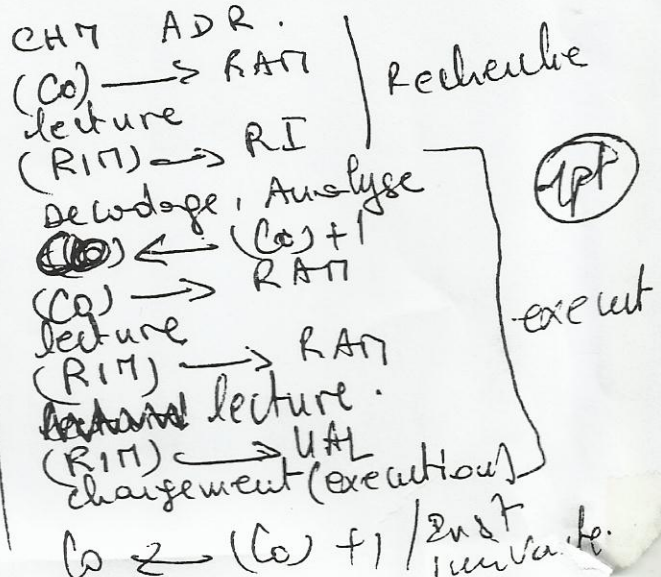 CHM ADR.
(Co) → RAM
lecture
(RIM) → RI
Recherche
Decodage, Analyse
1pt
← (Co) + 1
(Co) → RAM
lecture
(RIM) → RAM
execut
lecture.
(RIM) → UAL
chargement (execution)
Co ← (Co) + 1 / Inst